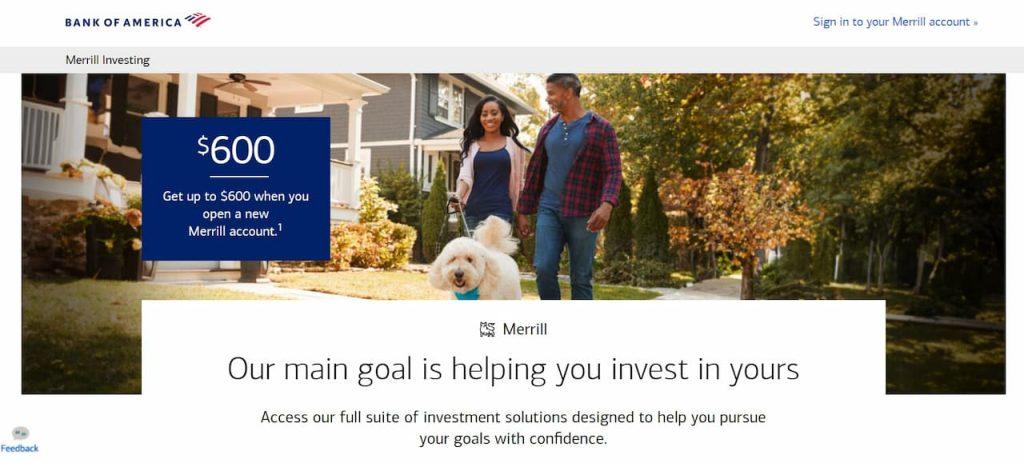 BANK OF AMERICA
Sign in to your Merrill account »
Merrill Investing
$600
Get up to $600 when you
open a new
Merrill account.1
Merrill
Our main goal is helping you invest in yours
Access our full suite of investment solutions designed to help you pursue
your goals with confidence.
Feedback